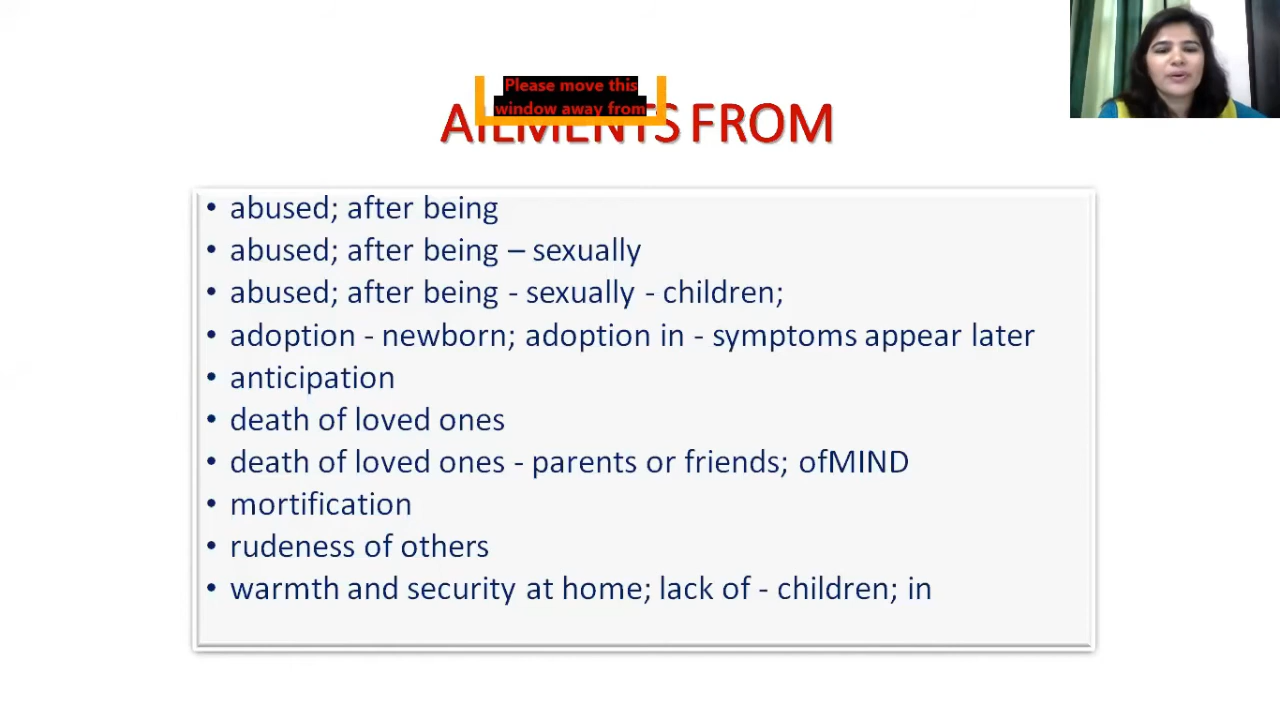 Please move this
window away from
AILMENTS FROM
• abused; after being
• abused; after being – sexually
• abused; after being - sexually - children;
• adoption - newborn; adoption in - symptoms appear later
• anticipation
• death of loved ones
• death of loved ones - parents or friends; ofMIND
• mortification
• rudeness of others
• warmth and security at home; lack of - children; in